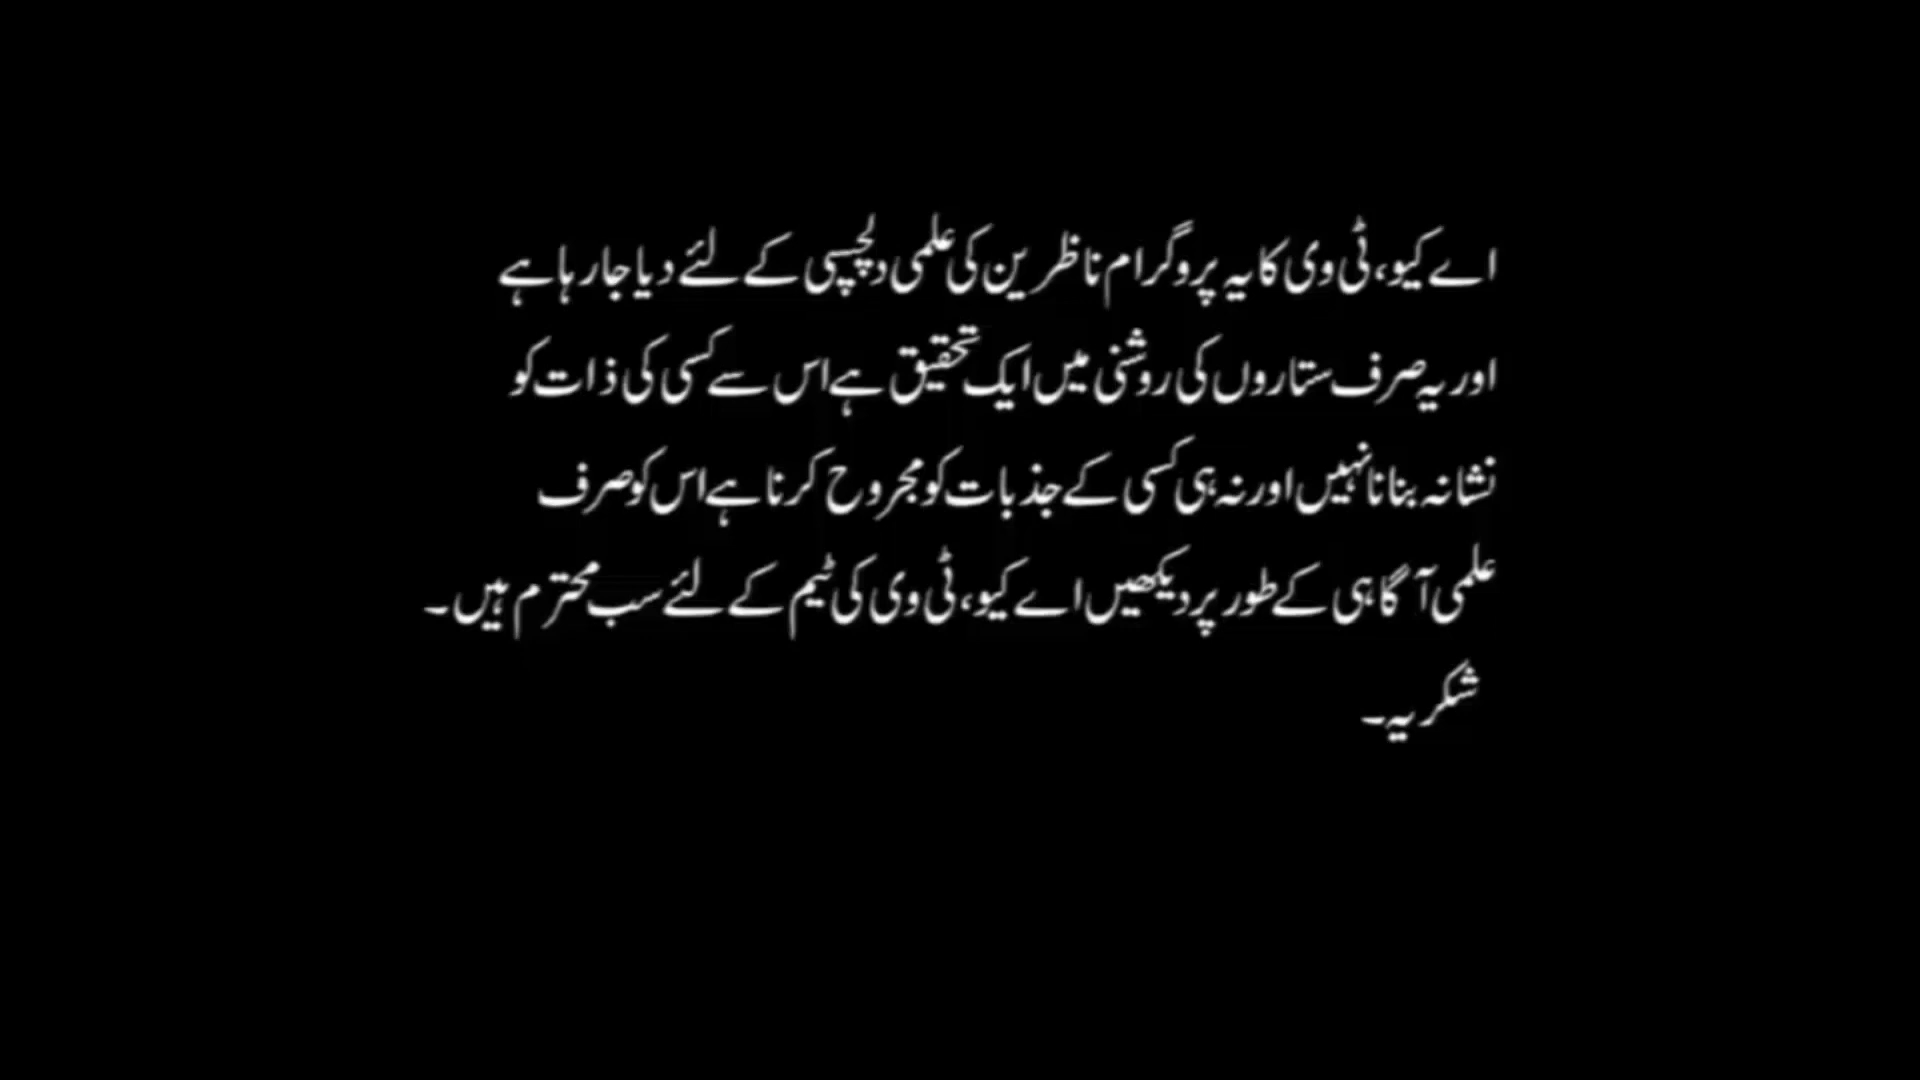 اے کیو، ٹی وی کا یہ پروگرام ناظرین کی علمی دلچسپی کے لئے دیا جا رہا ہے
اور یہ صرف ستاروں کی روشنی میں ایک تحقیق ہے اس سے کسی کی ذات کو
نشانہ بنانا نہیں اور نہ ہی کسی کے جذبات کو مجروح کرنا ہے اس کو صرف
علمی آگاہی کے طور پر دیکھیں اے کیو، ٹی وی کی ٹیم کے لئے سب محترم ہیں۔
شکریہ۔